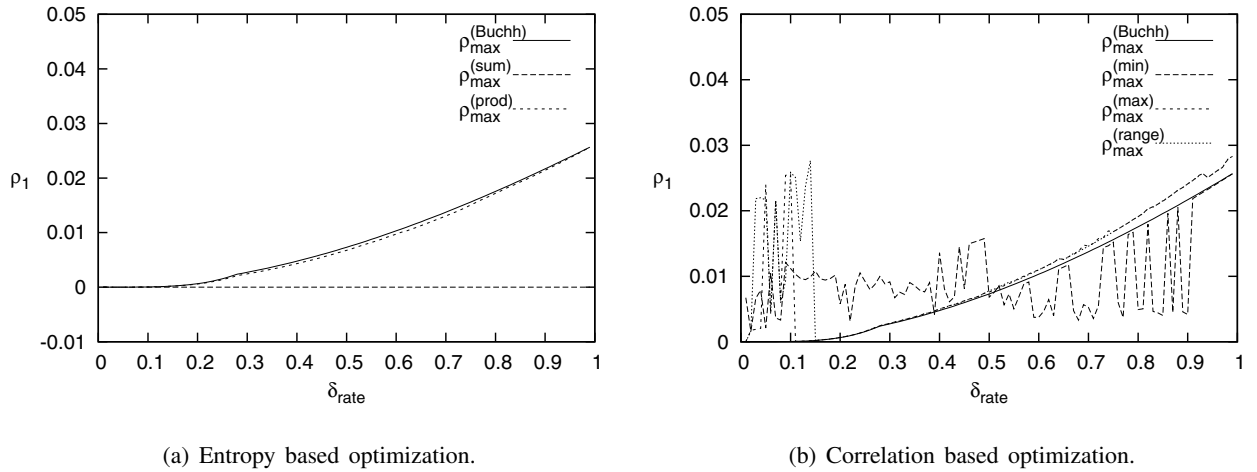 0.05
0.04
0.03
0.02
0.01
0
-0.01
ρ1
0 0.1 0.2 0.3 0.4 0.5 0.6 0.7 0.8 0.9 1
δrate
ρmax(Buchh)
ρmax(sum)
ρmax(prod)
(a) Entropy based optimization.
0.05
0.04
0.03
0.02
0.01
0
ρ1
0 0.1 0.2 0.3 0.4 0.5 0.6 0.7 0.8 0.9 1
δrate
ρmax(Buchh)
ρmax(min)
ρmax(max)
ρmax(range)
(b) Correlation based optimization.